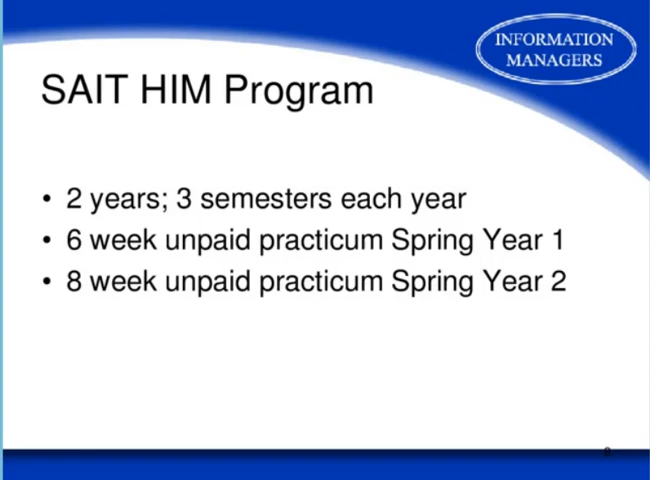 INFORMATION
MANAGERS
SAIT HIM Program
• 2 years; 3 semesters each year
• 6 week unpaid practicum Spring Year 1
• 8 week unpaid practicum Spring Year 2